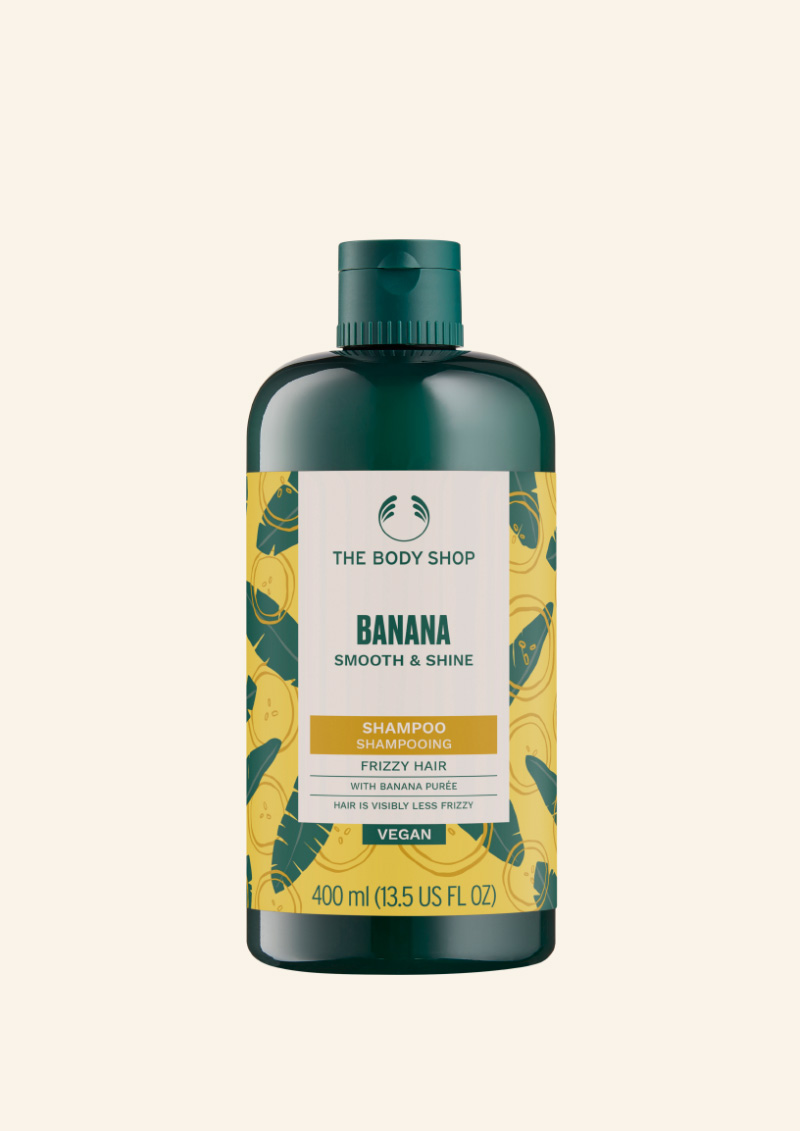 THE BODY SHOP
BANANA
SMOOTH & SHINE
SHAMPOO
SHAMPOOING
FRIZZY HAIR
WITH BANANA PURÉE
HAIR IS VISIBLY LESS FRIZZY
VEGAN
400 ml (13.5 US FL OZ)